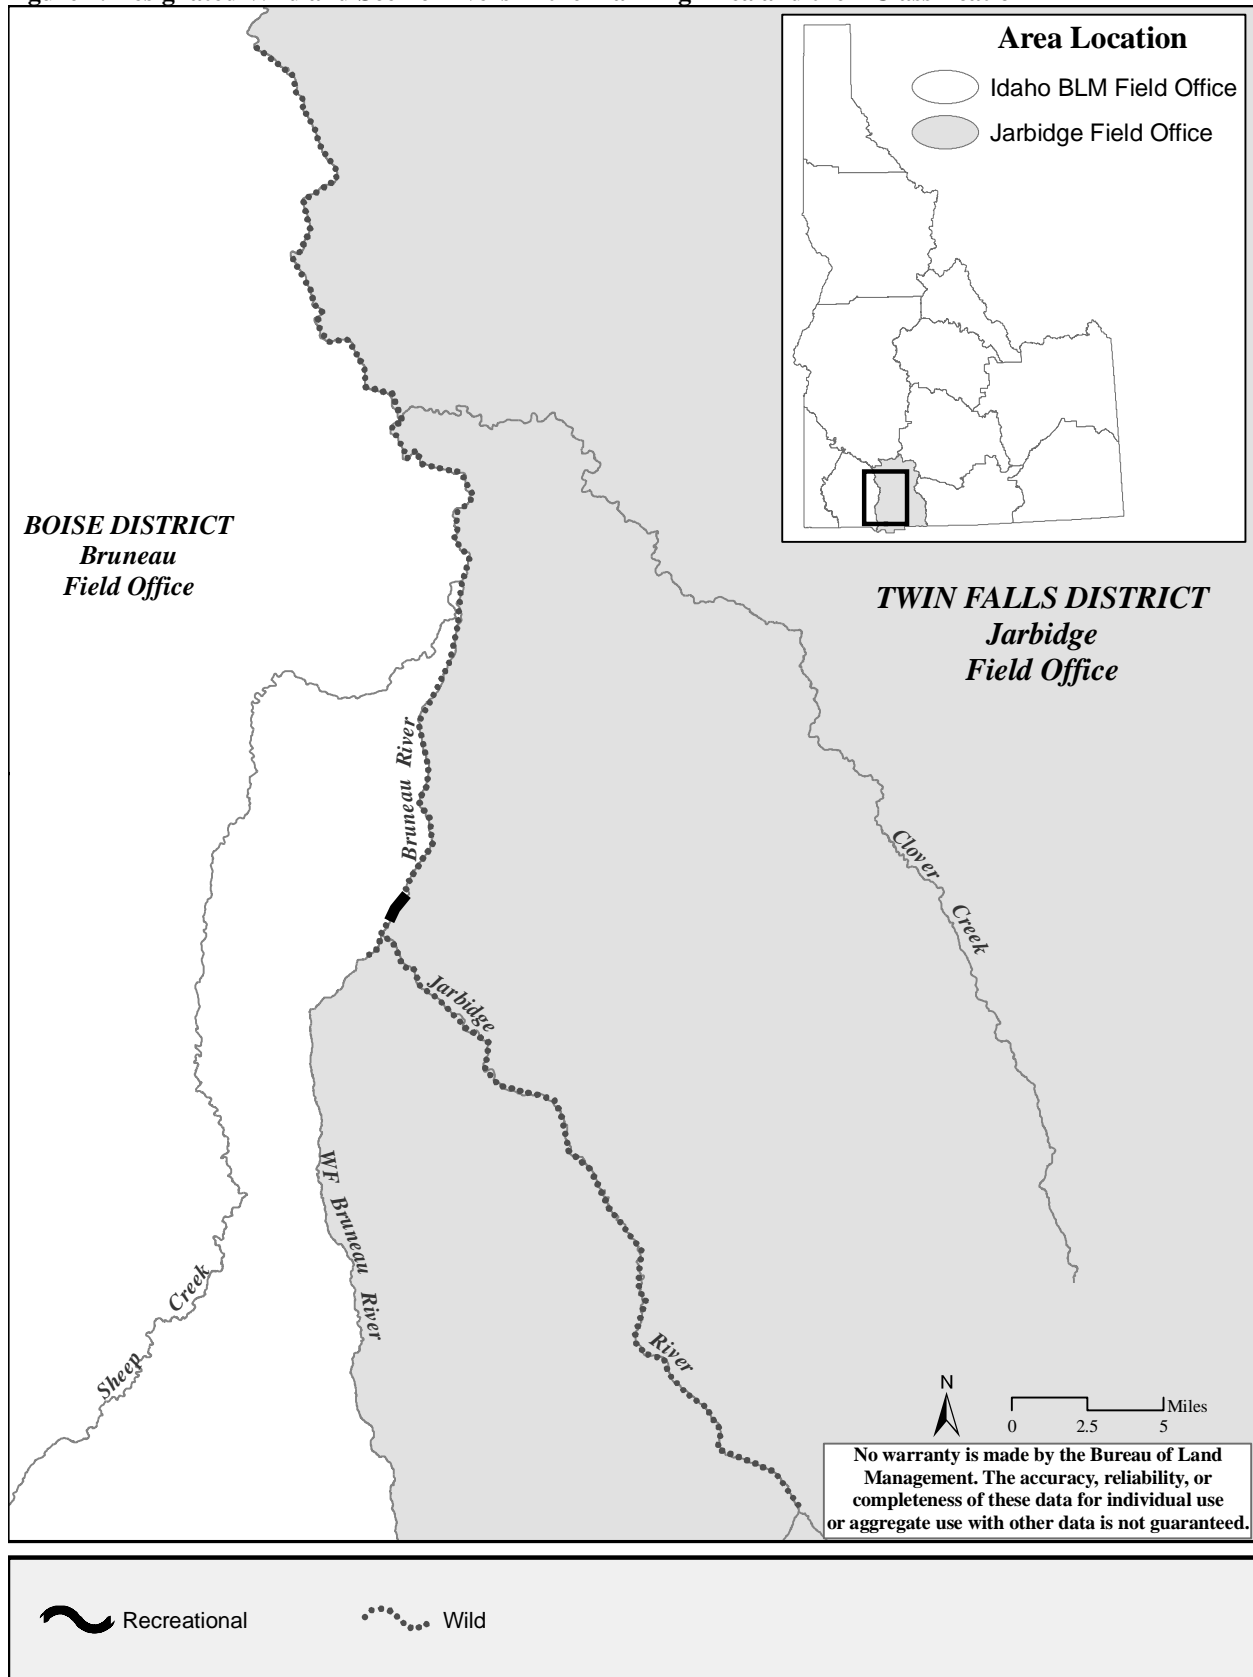 Area Location
Idaho BLM Field Office
Jarbidge Field Office
BOISE DISTRICT
Bruneau
Field Office
TWIN FALLS DISTRICT
Jarbidge
Field Office
Bruneau River
Clover
Creek
Jarbidge
River
WF Bruneau River
Sheep
Creek
N
0 2.5 5 Miles
No warranty is made by the Bureau of Land
Management. The accuracy, reliability, or
completeness of these data for individual use
or aggregate use with other data is not guaranteed.
Recreational
Wild